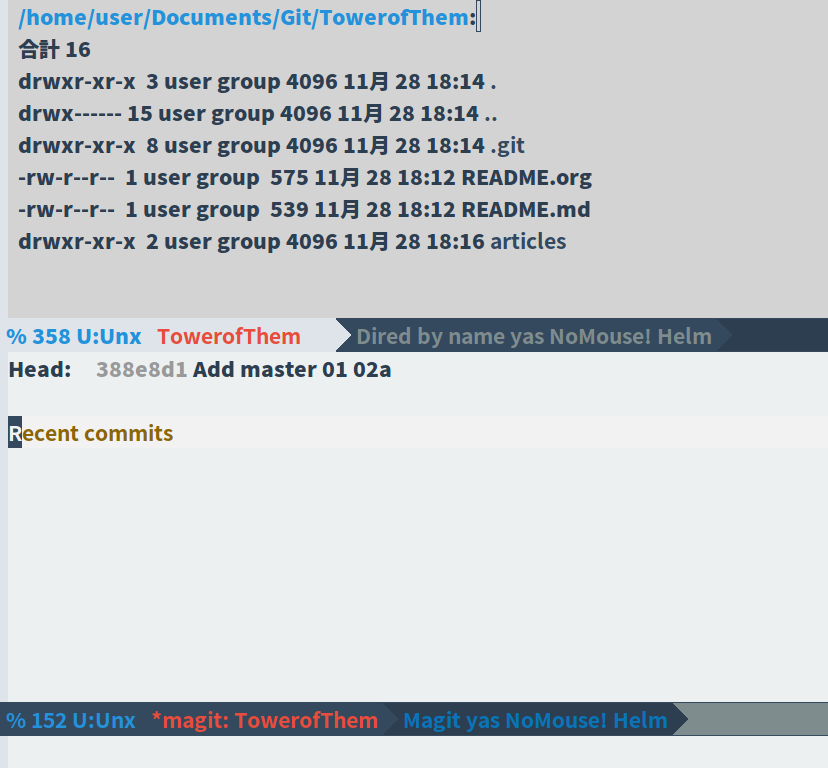 /home/user/Documents/Git/TowerofThem:
合計 16
drwxr-xr-x 3 user group 4096 11月 28 18:14 .
drwx------ 15 user group 4096 11月 28 18:14 ..
drwxr-xr-x 8 user group 4096 11月 28 18:14 .git
-rw-r--r-- 1 user group 575 11月 28 18:12 README.org
-rw-r--r-- 1 user group 539 11月 28 18:12 README.md
drwxr-xr-x 2 user group 4096 11月 28 18:16 articles
% 358 U:Unx TowerofThem Dired by name yas NoMouse! Helm
Head: 388e8d1 Add master 01 02a
Recent commits
% 152 U:Unx *magit: TowerofThem Magit yas NoMouse! Helm